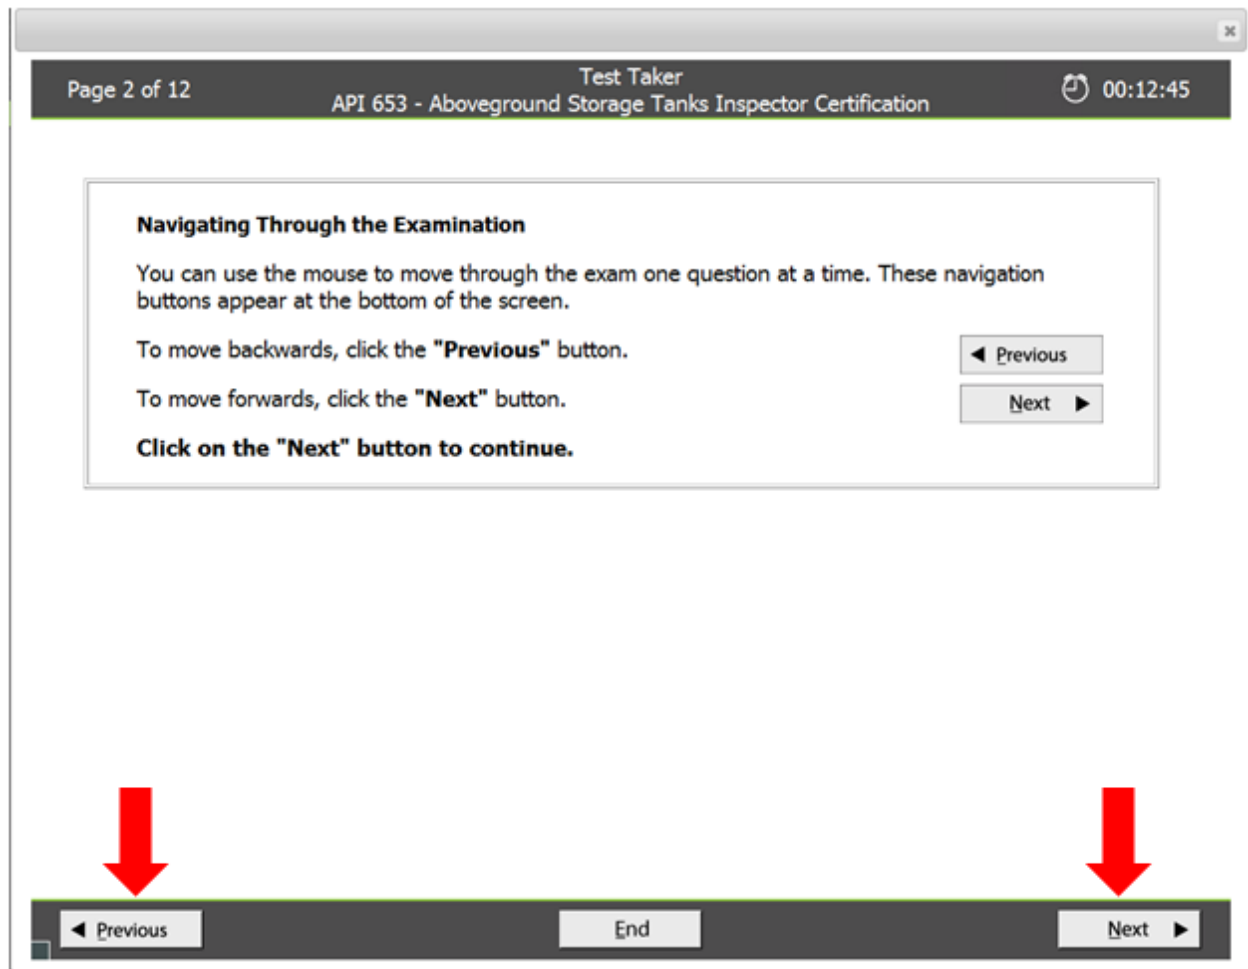 Page 2 of 12
Test Taker
API 653 - Aboveground Storage Tanks Inspector Certification
00:12:45
Navigating Through the Examination
You can use the mouse to move through the exam one question at a time. These navigation
buttons appear at the bottom of the screen.
To move backwards, click the "Previous" button.
Previous
To move forwards, click the "Next" button.
Next
Click on the "Next" button to continue.
Previous
End
Next